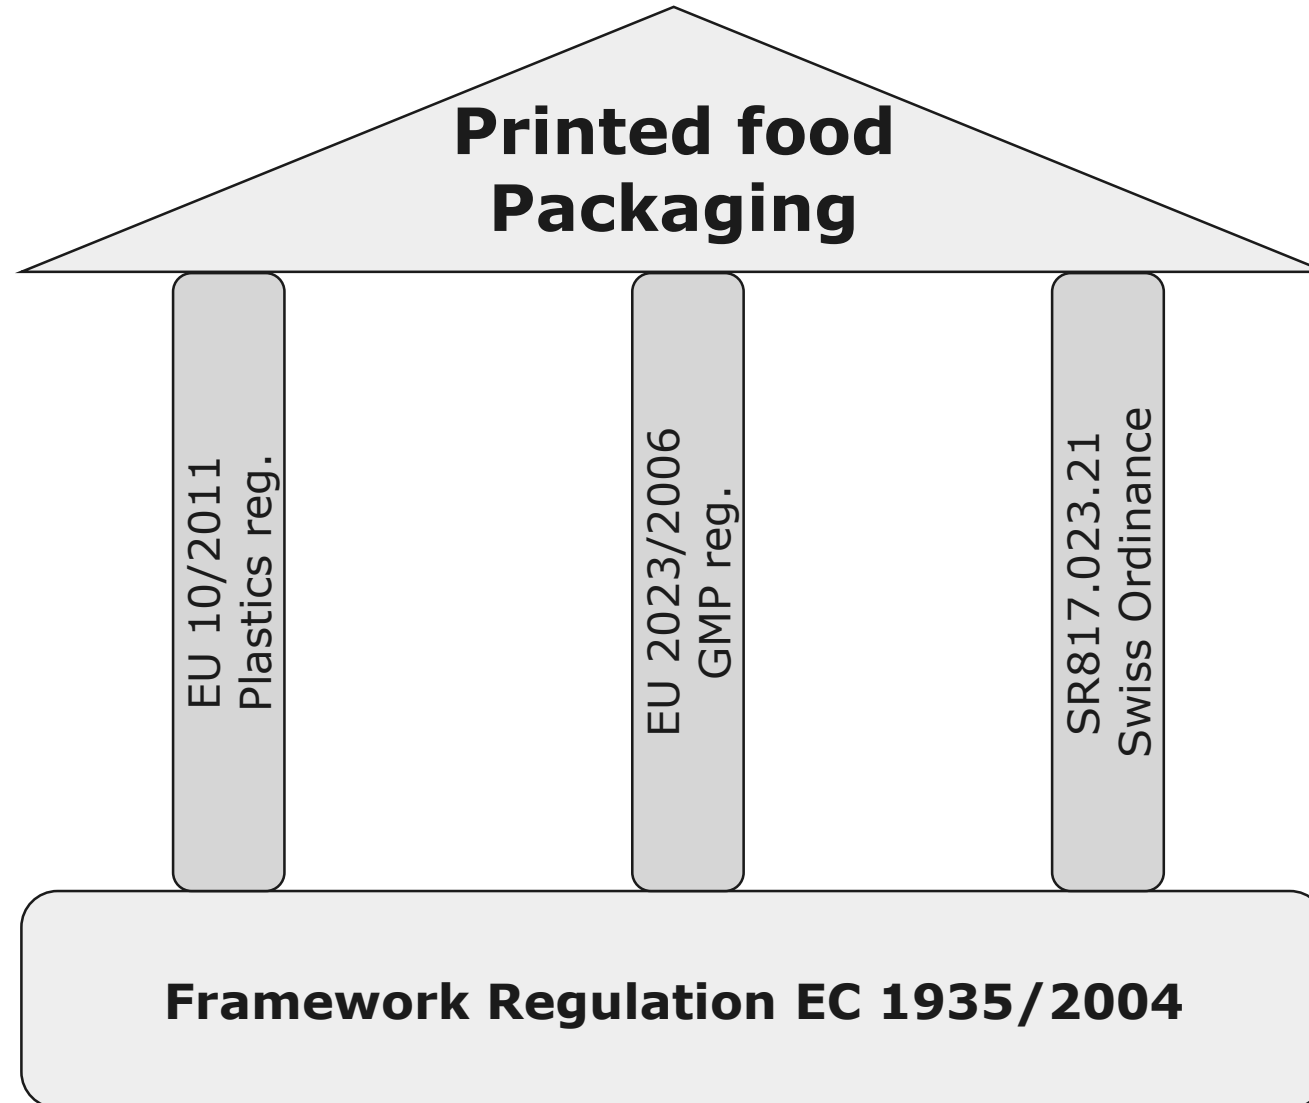 Printed food
Packaging
EU 10/2011
Plastics reg.
EU 2023/2006
GMP reg.
SR817.023.21
Swiss Ordinance
Framework Regulation EC 1935/2004